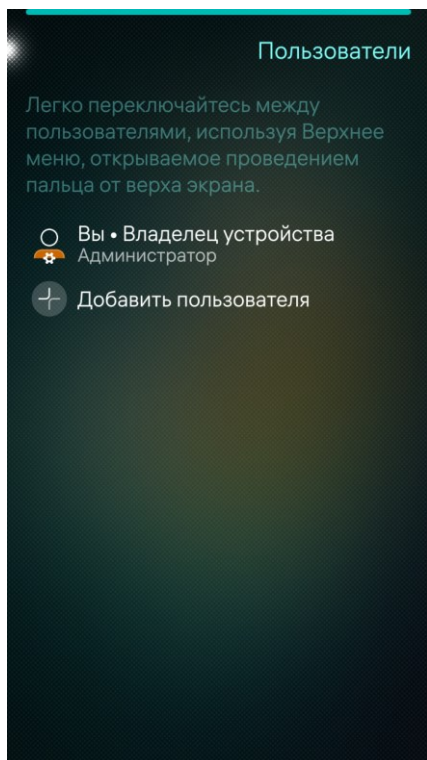 Пользователи
Легко переключайтесь между
пользователями, используя Верхнее
меню, открываемое проведением
пальца от верха экрана.
Вы • Владелец устройства
Администратор
Добавить пользователя